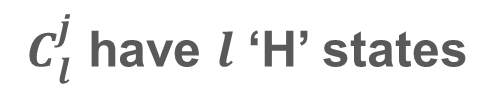 $C_l^j$ have $l$ ‘H’ states